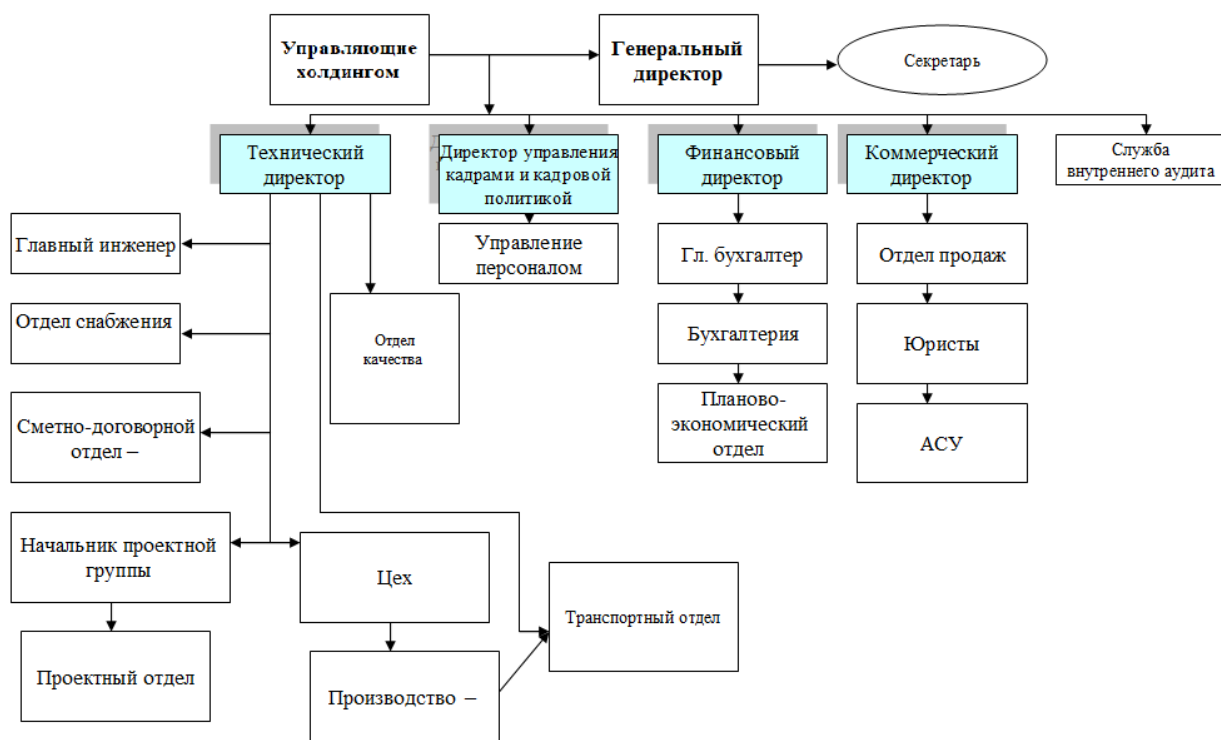 Управляющие
холдингом
Генеральный
директор
Секретарь
Технический
директор
Директор управления
кадрами и кадровой
политикой
Финансовый
директор
Коммерческий
директор
Служба
внутреннего аудита
Главный инженер
Управление
персоналом
Гл. бухгалтер
Отдел продаж
Отдел снабжения
Отдел
качества
Бухгалтерия
Юристы
Сметно-договорной
отдел –
Планово-
экономический
отдел
АСУ
Начальник проектной
группы
Цех
Транспортный отдел
Проектный отдел
Производство –